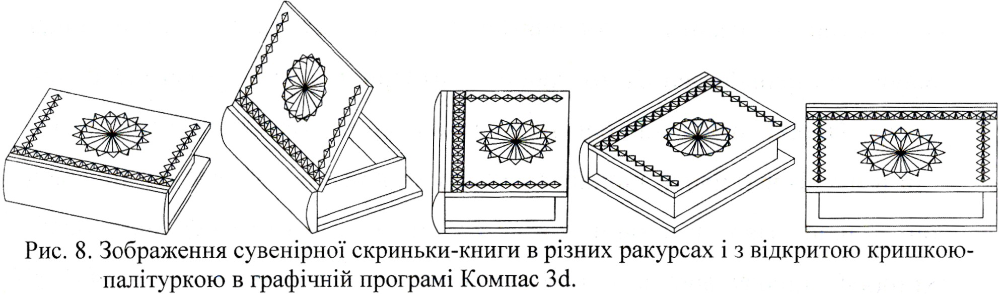 Рис. 8. Зображення сувенірної скриньки-книги в різних ракурсах і з відкритою кришкою-
палітуркою в графічній програмі Компас 3d.